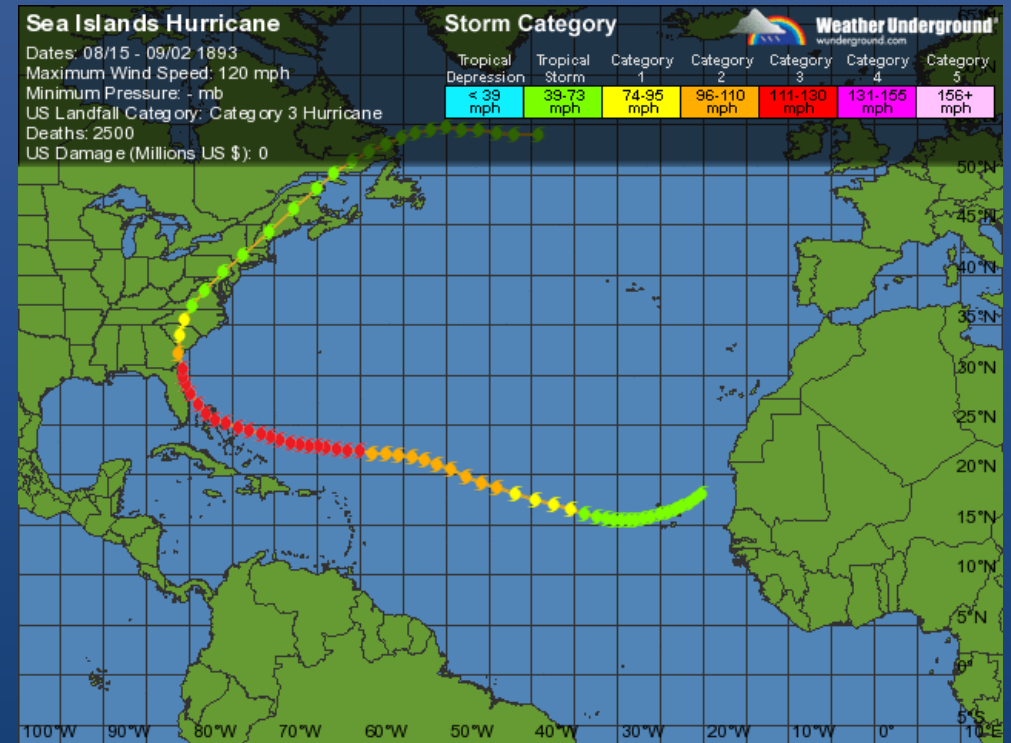 Sea Islands Hurricane
Dates: 08/15 - 09/02 1893
Maximum Wind Speed: 120 mph
Minimum Pressure: - mb
US Landfall Category: Category 3 Hurricane
Deaths: 2500
US Damage (Millions US $): 0
Storm Category
Weather Underground®
wunderground.com
Tropical Depression
Tropical Storm
Category 1
Category 2
Category 3
Category 4
Category 5
< 39 mph
39-73 mph
74-95 mph
96-110 mph
111-130 mph
131-155 mph
156+ mph
50°N
45°N
40°N
35°N
30°N
25°N
20°N
15°N
10°N
5°N
0°
5°S
100°W 90°W 80°W 70°W 60°W 50°W 40°W 30°W 20°W 10°W 0° 10°E